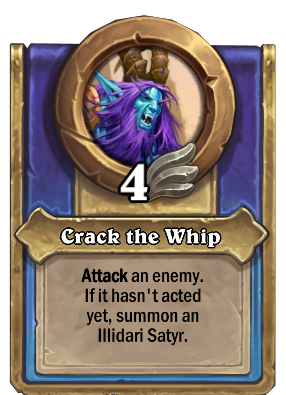 4
Crack the Whip
Attack an enemy.
If it hasn't acted
yet, summon an
Illidari Satyr.